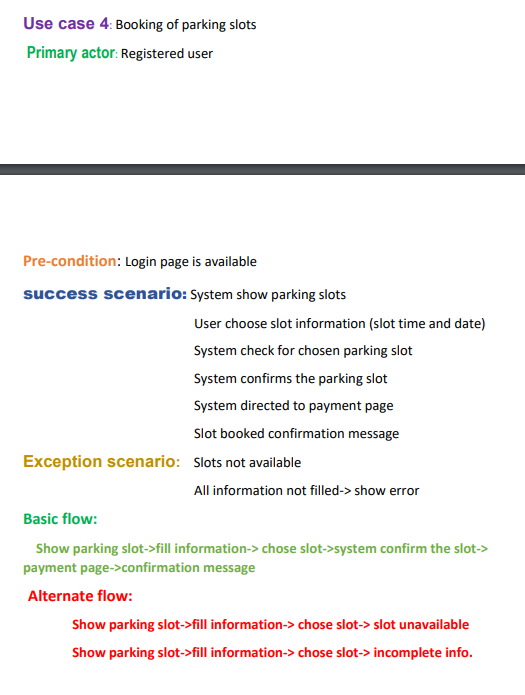 Use case 4: Booking of parking slots
Primary actor: Registered user
Pre-condition: Login page is available
success scenario: System show parking slots
User choose slot information (slot time and date)
System check for chosen parking slot
System confirms the parking slot
System directed to payment page
Slot booked confirmation message
Exception scenario: Slots not available
All information not filled-> show error
Basic flow:
Show parking slot->fill information-> chose slot->system confirm the slot->
payment page->confirmation message
Alternate flow:
Show parking slot->fill information-> chose slot-> slot unavailable
Show parking slot->fill information-> chose slot-> incomplete info.